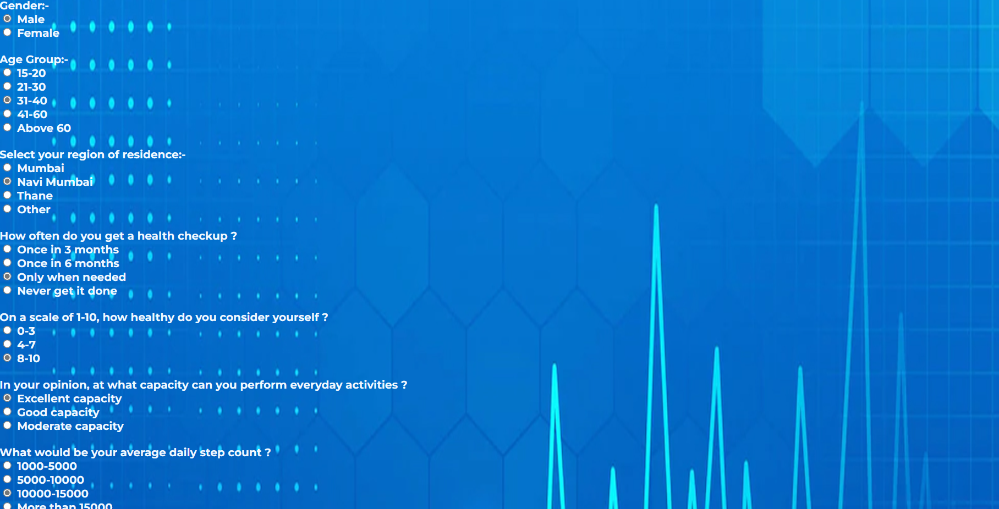 Gender:-
Male
Female
Age Group:-
15-20
21-30
31-40
41-60
Above 60
Select your region of residence:-
Mumbai
Navi Mumbai
Thane
Other
How often do you get a health checkup ?
Once in 3 months
Once in 6 months
Only when needed
Never get it done
On a scale of 1-10, how healthy do you consider yourself ?
0-3
4-7
8-10
In your opinion, at what capacity can you perform everyday activities ?
Excellent capacity
Good capacity
Moderate capacity
What would be your average daily step count ?
1000-5000
5000-10000
10000-15000
More than 15000